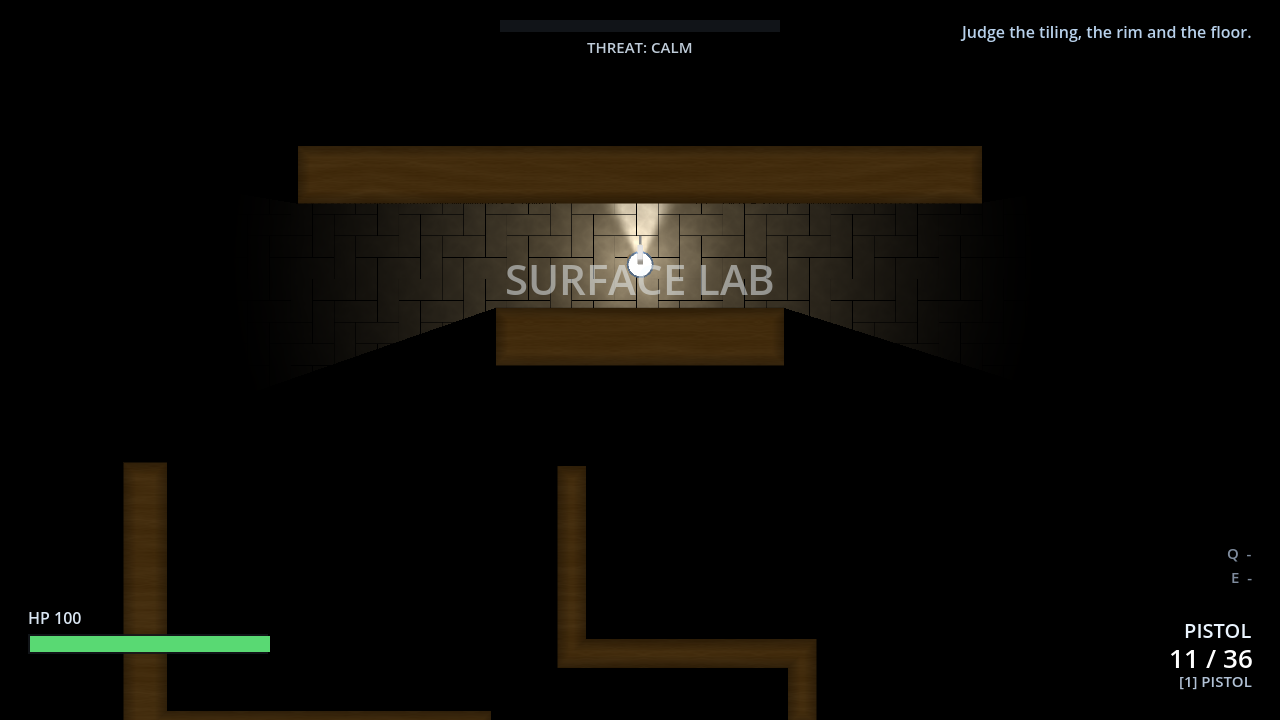 THREAT: CALM
Judge the tiling, the rim and the floor.
SURFACE LAB
Q -
E -
HP 100
PISTOL
11 / 36
[1] PISTOL